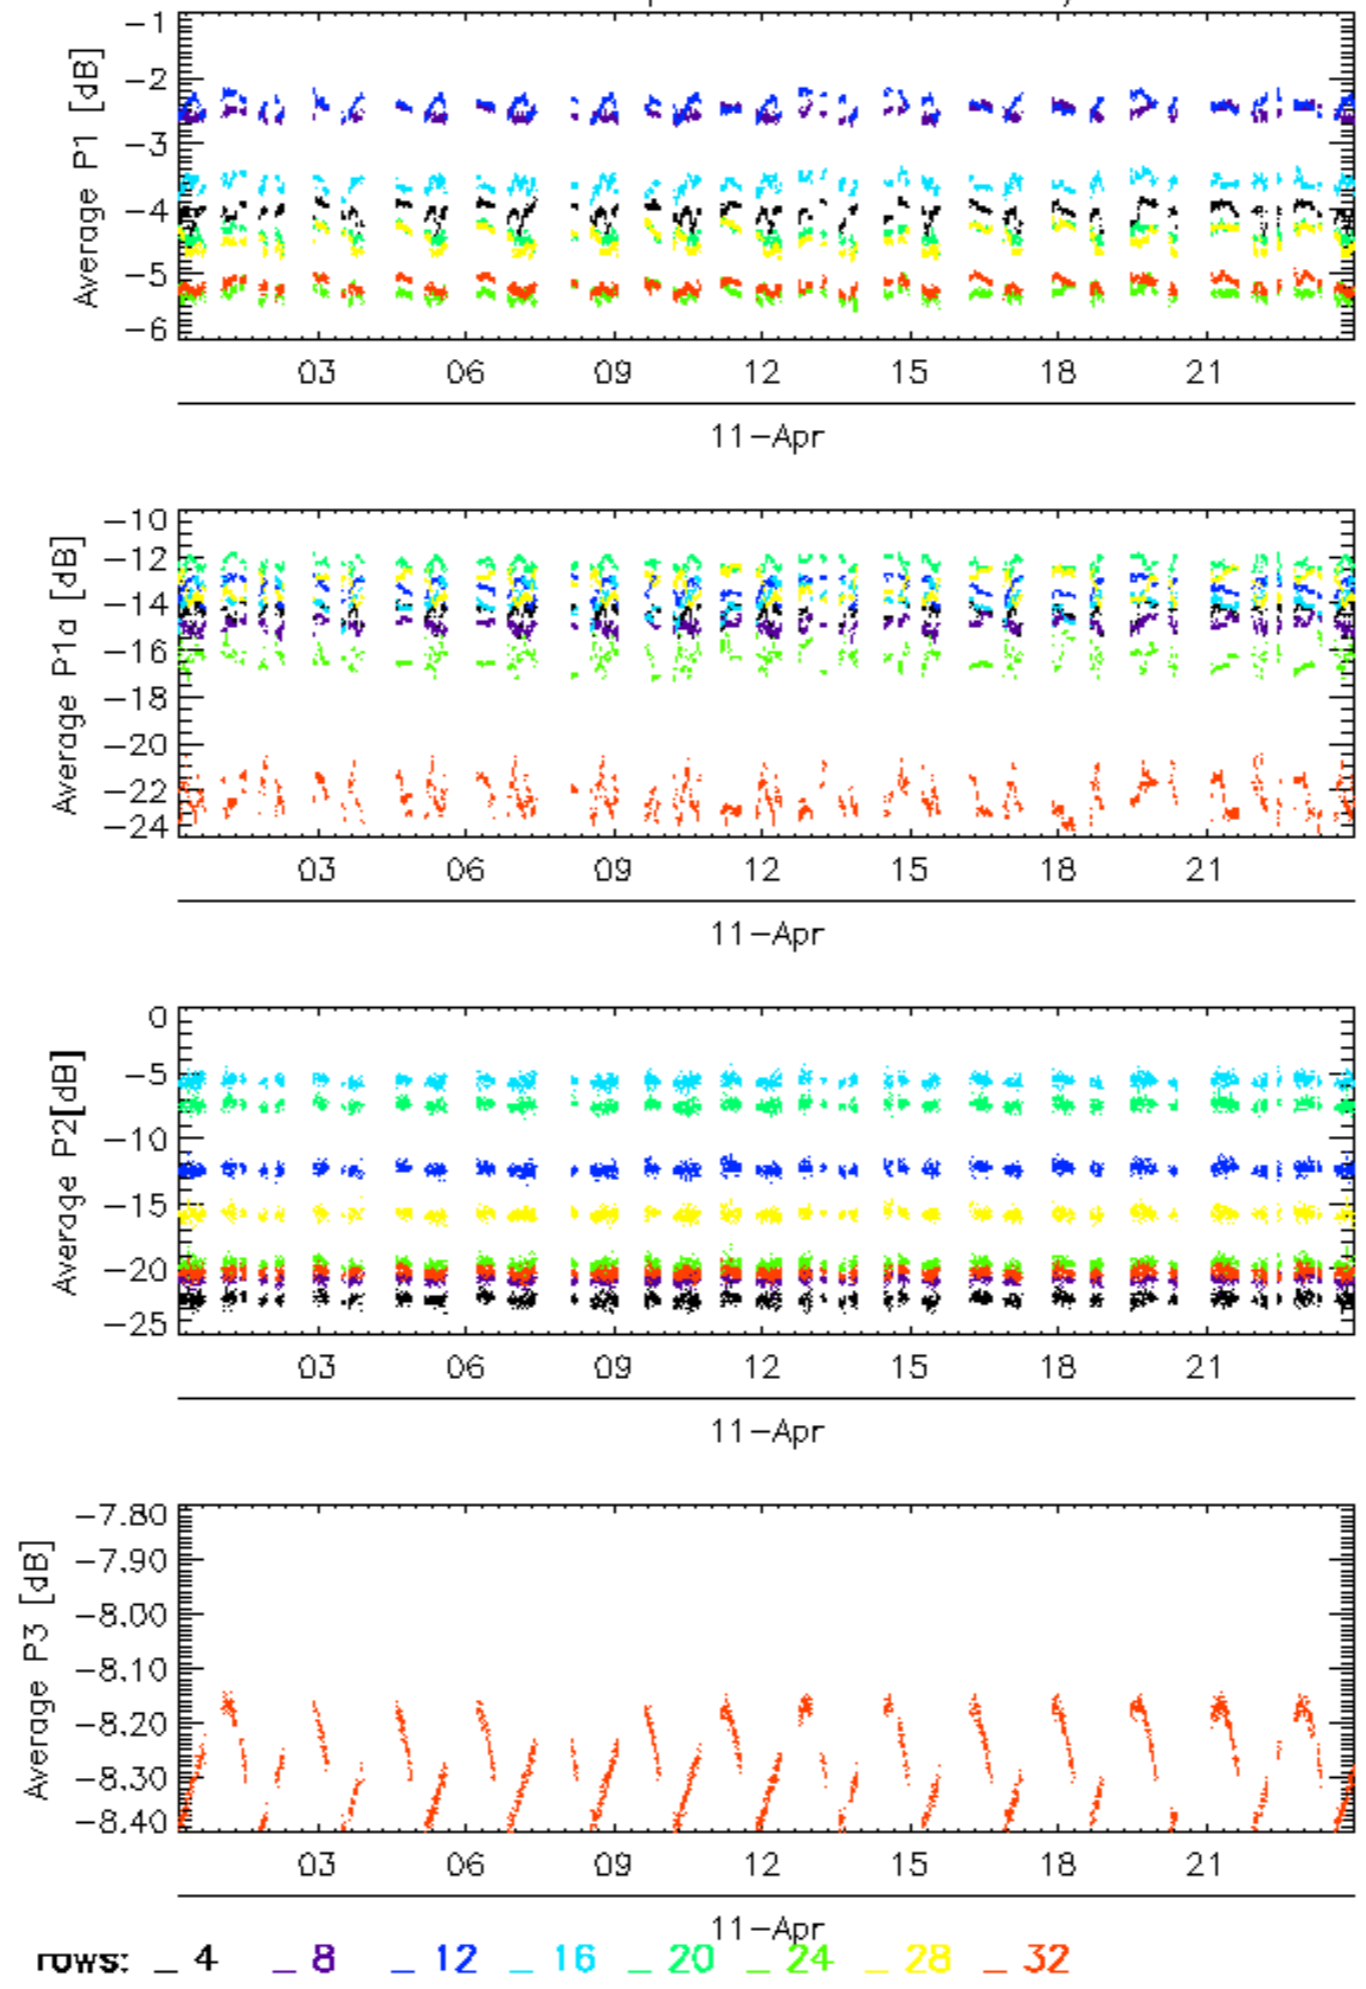 −1
−2
−3
−4
−5
−6
Average P1 [dB]
03 06 09 12 15 18 21
11−Apr
−10
−12
−14
−16
−18
−20
−22
−24
Average P1a [dB]
03 06 09 12 15 18 21
11−Apr
0
−5
−10
−15
−20
−25
Average P2[dB]
03 06 09 12 15 18 21
11−Apr
−7.80
−7.90
−8.00
−8.10
−8.20
−8.30
−8.40
Average P3 [dB]
03 06 09 12 15 18 21
11−Apr
rows: _ 4 _ 8 _ 12 _ 16 _ 20 _ 24 _ 28 _ 32